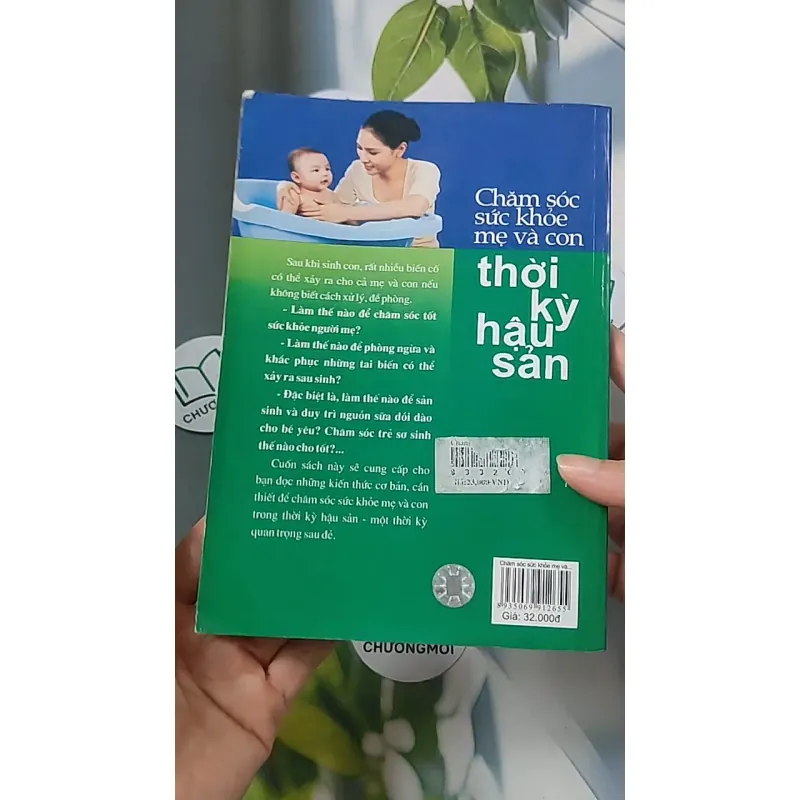 Chăm sóc
sức khỏe
mẹ và con
thời
kỳ
hậu
sản
Sau khi sinh con, rất nhiều biến cố
có thể xảy ra cho cả mẹ và con nếu
không biết cách xử lý, đề phòng.
- Làm thế nào để chăm sóc tốt
sức khỏe người mẹ?
- Làm thế nào để phòng ngừa và
khắc phục những tai biến có thể
xảy ra sau sinh?
- Đặc biệt là, làm thế nào để sản
sinh và duy trì nguồn sữa dồi dào
cho bé yêu? Chăm sóc trẻ sơ sinh
thế nào cho tốt?...
Cuốn sách này sẽ cung cấp cho
bạn đọc những kiến thức cơ bản, cần
thiết để chăm sóc sức khỏe mẹ và con
trong thời kỳ hậu sản - một thời kỳ
quan trọng sau đẻ.
Chăm sóc sức khỏe mẹ và...
8 935069 912655
Giá: 32.000đ
CHƯƠNG
CHƯƠNGMỚI